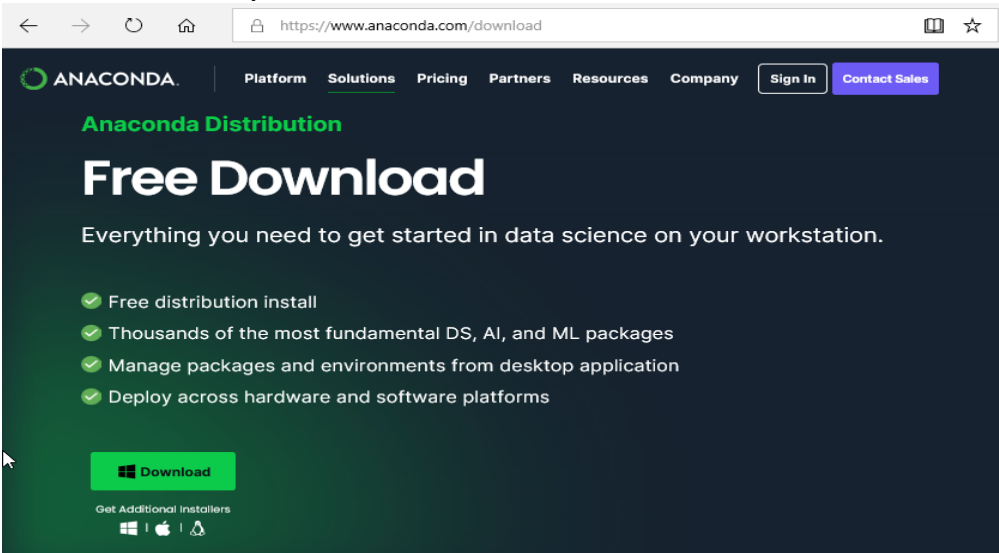 https://www.anaconda.com/download
ANACONDA.
Platform Solutions Pricing Partners Resources Company Sign In Contact Sales
Anaconda Distribution
Free Download
Everything you need to get started in data science on your workstation.
Free distribution install
Thousands of the most fundamental DS, AI, and ML packages
Manage packages and environments from desktop application
Deploy across hardware and software platforms
Download
Get Additional Installers